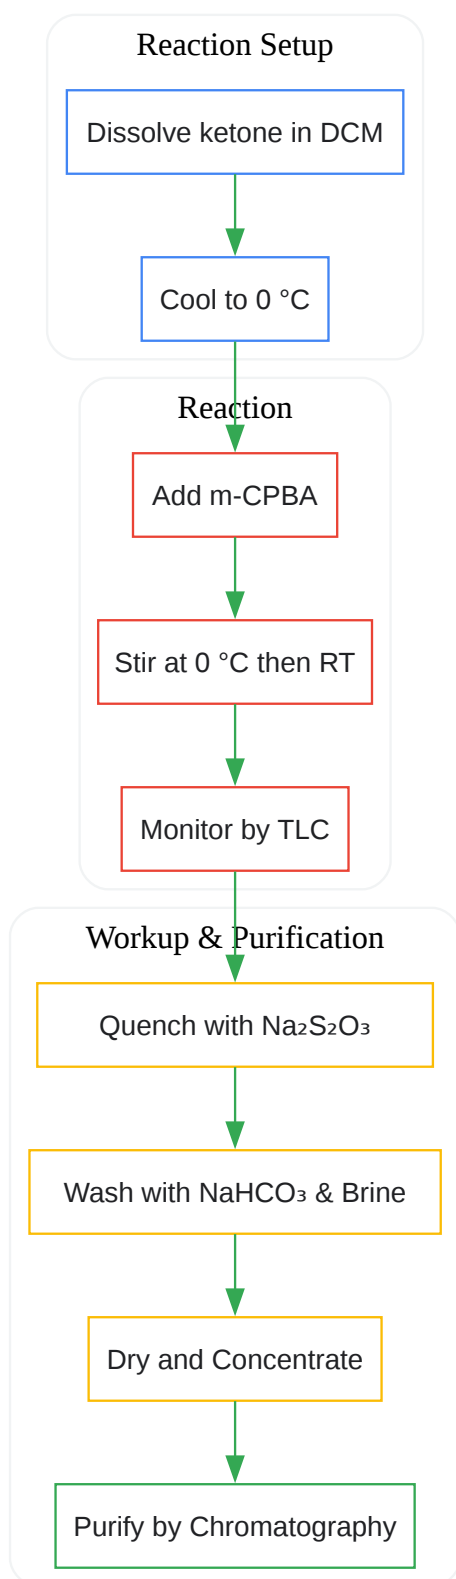 Reaction Setup
Dissolve ketone in DCM
Cool to 0 °C
Reaction
Add m-CPBA
Stir at 0 °C then RT
Monitor by TLC
Workup & Purification
Quench with Na₂S₂O₃
Wash with NaHCO₃ & Brine
Dry and Concentrate
Purify by Chromatography